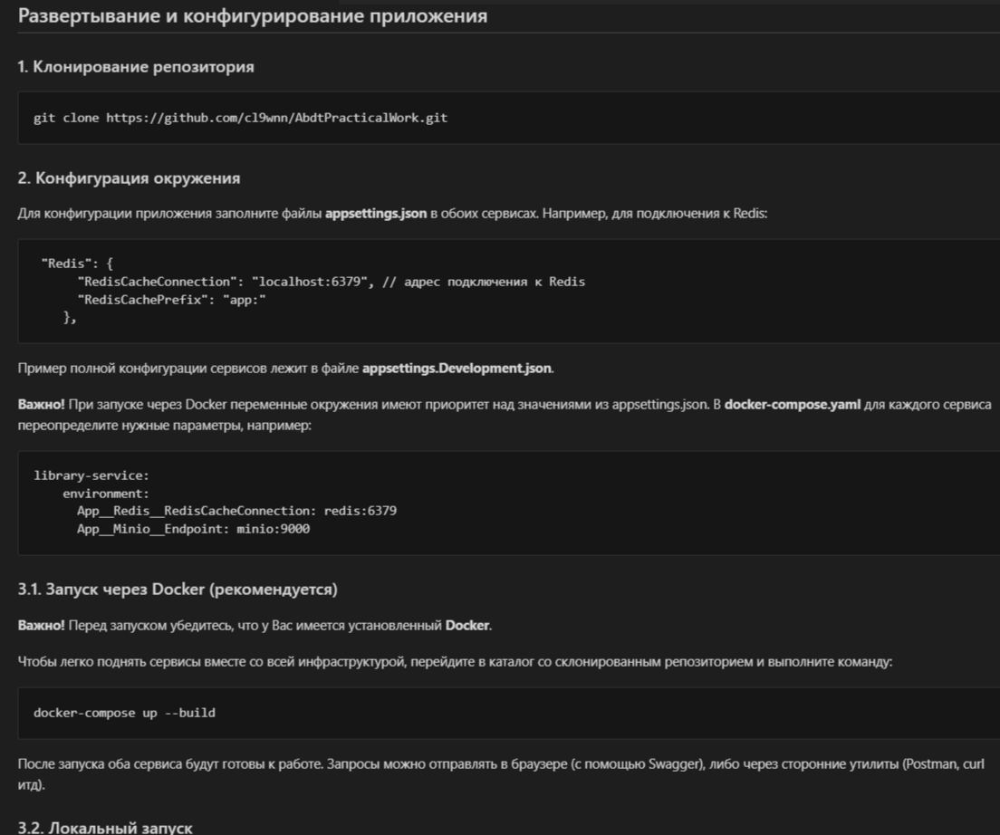 Развертывание и конфигурирование приложения
1. Клонирование репозитория
git clone https://github.com/cl9wnn/AbdtPracticalWork.git
2. Конфигурация окружения
Для конфигурации приложения заполните файлы appsettings.json в обоих сервисах. Например, для подключения к Redis:
"Redis": {
"RedisCacheConnection": "localhost:6379", // адрес подключения к Redis
"RedisCachePrefix": "app:"
},
Пример полной конфигурации сервисов лежит в файле appsettings.Development.json.
Важно! При запуске через Docker переменные окружения имеют приоритет над значениями из appsettings.json. В docker-compose.yaml для каждого сервиса
переопределите нужные параметры, например:
library-service:
environment:
App__Redis__RedisCacheConnection: redis:6379
App__Minio__Endpoint: minio:9000
3.1. Запуск через Docker (рекомендуется)
Важно! Перед запуском убедитесь, что у Вас имеется установленный Docker.
Чтобы легко поднять сервисы вместе со всей инфраструктурой, перейдите в каталог со склонированным репозиторием и выполните команду:
docker-compose up --build
После запуска оба сервиса будут готовы к работе. Запросы можно отправлять в браузере (с помощью Swagger), либо через сторонние утилиты (Postman, curl
итд).
3.2. Локальный запуск